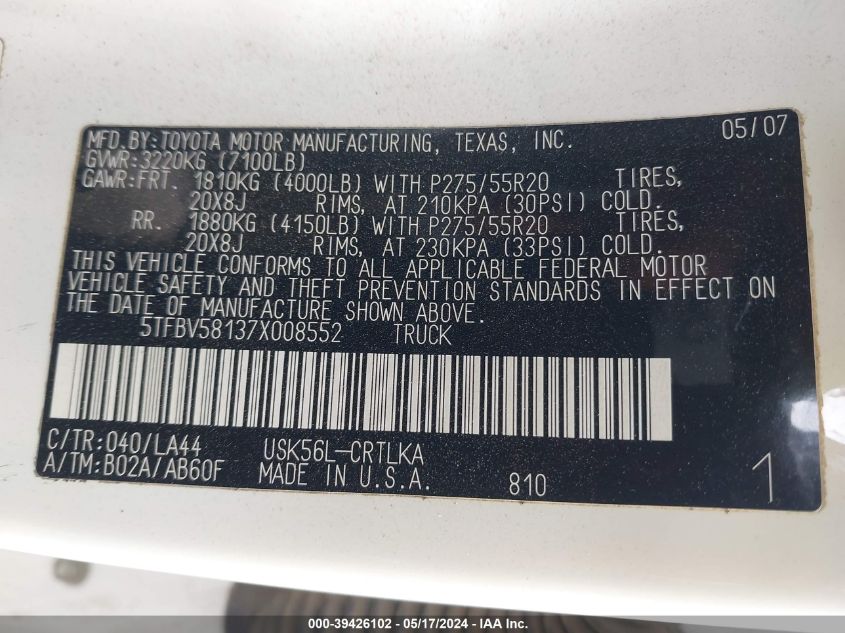 MFD.BY:TOYOTA MOTOR MANUFACTURING, TEXAS, INC. 05/07
GVWR:3220KG (7100LB)
GAWR:FRT. 1810KG (4000LB) WITH P275/55R20 TIRES,
20X8J RIMS, AT 210KPA (30PSI) COLD.
RR. 1880KG (4150LB) WITH P275/55R20 TIRES,
20X8J RIMS, AT 230KPA (33PSI) COLD.
THIS VEHICLE CONFORMS TO ALL APPLICABLE FEDERAL MOTOR
VEHICLE SAFETY AND THEFT PREVENTION STANDARDS IN EFFECT ON
THE DATE OF MANUFACTURE SHOWN ABOVE.
5TFBV58137X008552 TRUCK
C/TR:040/LA44 USK56L-CRTLKA
A/TM:B02A/AB60F MADE IN U.S.A. 810 1
000-39426102 - 05/17/2024 - IAA Inc.